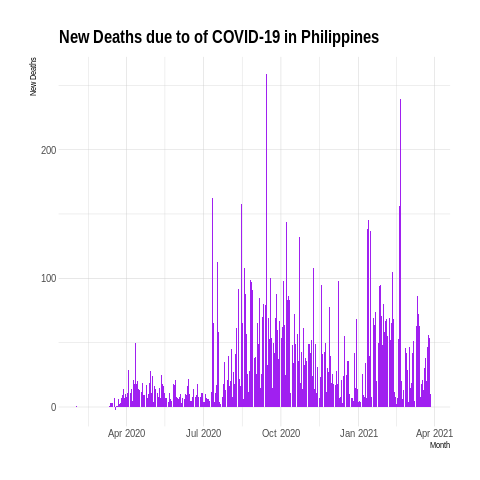 New Deaths due to of COVID-19 in Philippines
New Deaths
200
100
0
Apr 2020 Jul 2020 Oct 2020 Jan 2021 Apr 2021
Month